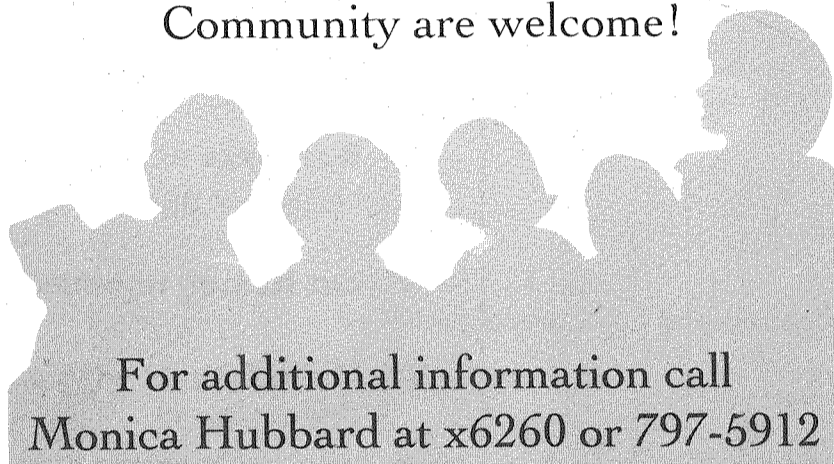 Community are welcome!
For additional information call
Monica Hubbard at x6260 or 797-5912